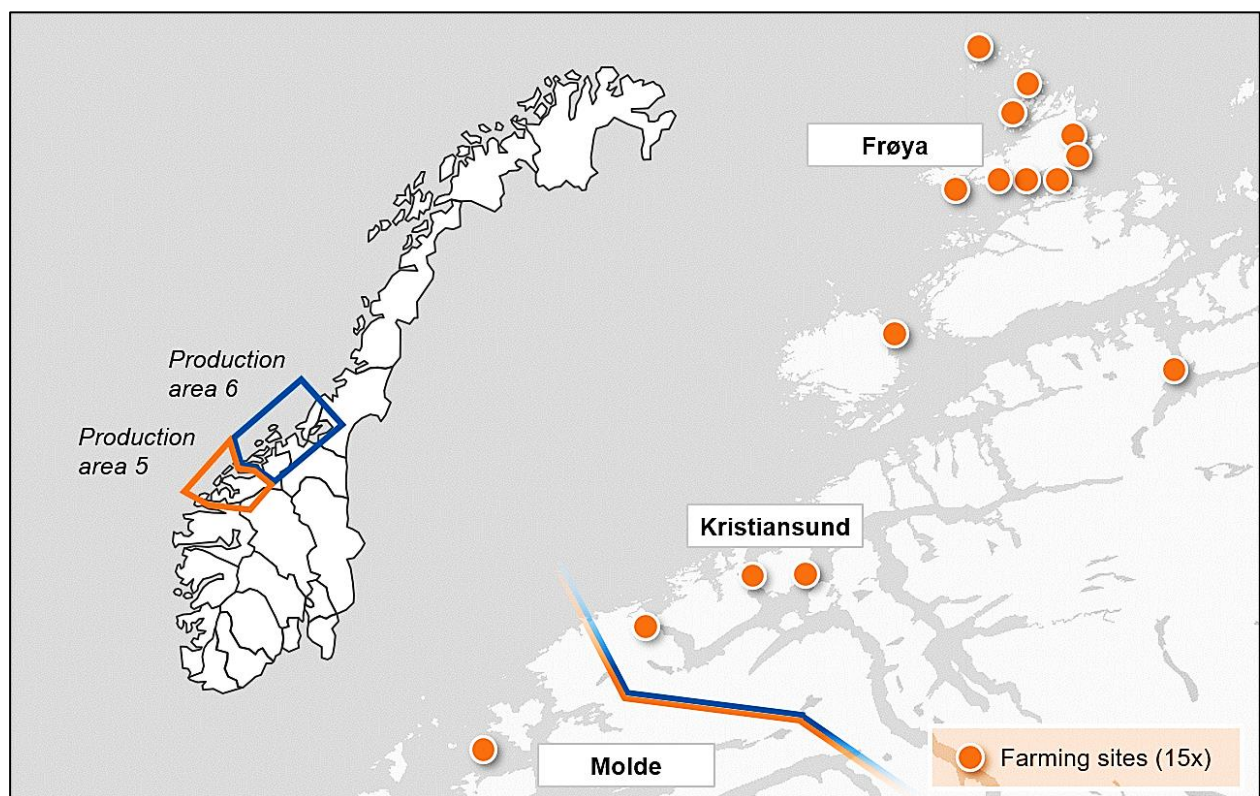 Production
area 6
Production
area 5
Frøya
Kristiansund
Molde
Farming sites (15x)